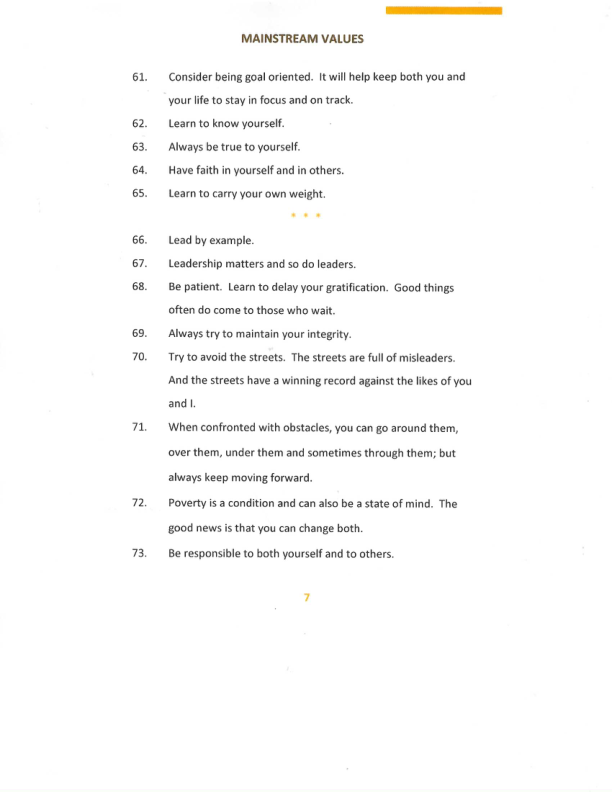 MAINSTREAM VALUES
61. Consider being goal oriented. It will help keep both you and
your life to stay in focus and on track.
62. Learn to know yourself.
63. Always be true to yourself.
64. Have faith in yourself and in others.
65. Learn to carry your own weight.
* * *
66. Lead by example.
67. Leadership matters and so do leaders.
68. Be patient. Learn to delay your gratification. Good things
often do come to those who wait.
69. Always try to maintain your integrity.
70. Try to avoid the streets. The streets are full of misleaders.
And the streets have a winning record against the likes of you
and I.
71. When confronted with obstacles, you can go around them,
over them, under them and sometimes through them; but
always keep moving forward.
72. Poverty is a condition and can also be a state of mind. The
good news is that you can change both.
73. Be responsible to both yourself and to others.
7